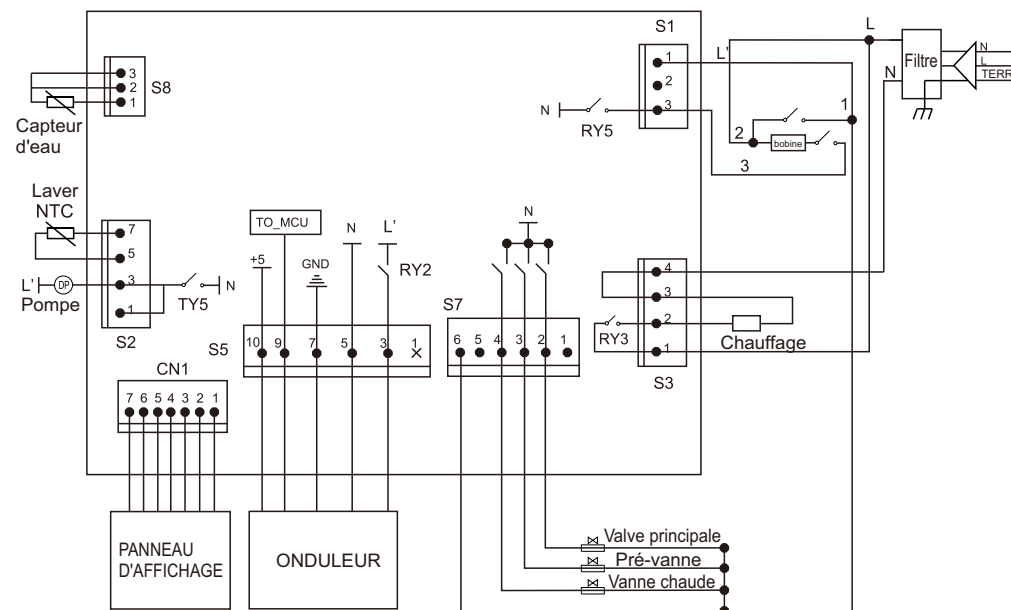 S1
L
N
L
TERR
Filtre
N
L'
1
2
3
N
RY5
1
2
bobine
3
3
2
1
S8
Capteur
d'eau
Laver
NTC
7
5
3
1
L'
DP
Pompe
TY5
N
S2
TO_MCU
+5
GND
N
L'
RY2
S5
10
9
7
5
3
1
N
S7
6
5
4
3
2
1
4
3
2
1
RY3
Chauffage
S3
CN1
7
6
5
4
3
2
1
PANNEAU
D'AFFICHAGE
ONDULEUR
Valve principale
Pré-vanne
Vanne chaude